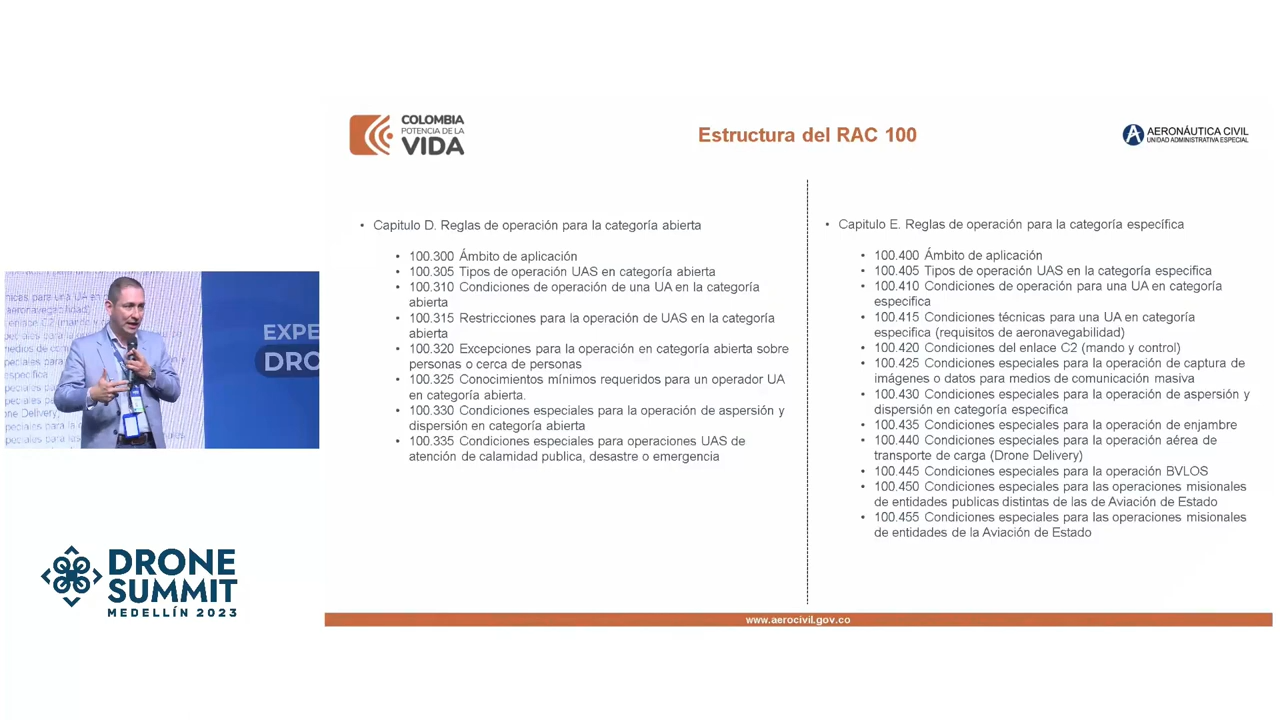 COLOMBIA
POTENCIA DE LA
VIDA
Estructura del RAC 100
AERONÁUTICA CIVIL
UNIDAD ADMINISTRATIVA ESPECIAL
• Capitulo D. Reglas de operación para la categoría abierta
• 100.300 Ámbito de aplicación
• 100.305 Tipos de operación UAS en categoría abierta
• 100.310 Condiciones de operación de una UA en la categoría
abierta
• 100.315 Restricciones para la operación de UAS en la categoría
abierta
• 100.320 Excepciones para la operación en categoría abierta sobre
personas o cerca de personas
• 100.325 Conocimientos mínimos requeridos para un operador UA
en categoría abierta.
• 100.330 Condiciones especiales para la operación de aspersión y
dispersión en categoría abierta
• 100.335 Condiciones especiales para operaciones UAS de
atención de calamidad publica, desastre o emergencia
• Capitulo E. Reglas de operación para la categoría específica
• 100.400 Ámbito de aplicación
• 100.405 Tipos de operación UAS en la categoría especifica
• 100.410 Condiciones de operación para una UA en categoría
especifica
• 100.415 Condiciones técnicas para una UA en categoría
especifica (requisitos de aeronavegabilidad)
• 100.420 Condiciones del enlace C2 (mando y control)
• 100.425 Condiciones especiales para la operación de captura de
imágenes o datos para medios de comunicación masiva
• 100.430 Condiciones especiales para la operación de aspersión y
dispersión en categoría especifica
• 100.435 Condiciones especiales para la operación de enjambre
• 100.440 Condiciones especiales para la operación aérea de
transporte de carga (Drone Delivery)
• 100.445 Condiciones especiales para la operación BVLOS
• 100.450 Condiciones especiales para las operaciones misionales
de entidades publicas distintas de las de Aviación de Estado
• 100.455 Condiciones especiales para las operaciones misionales
de entidades de la Aviación de Estado
EXPE
DRO
DRONE
SUMMIT
MEDELLÍN 2023
www.aerocivil.gov.co